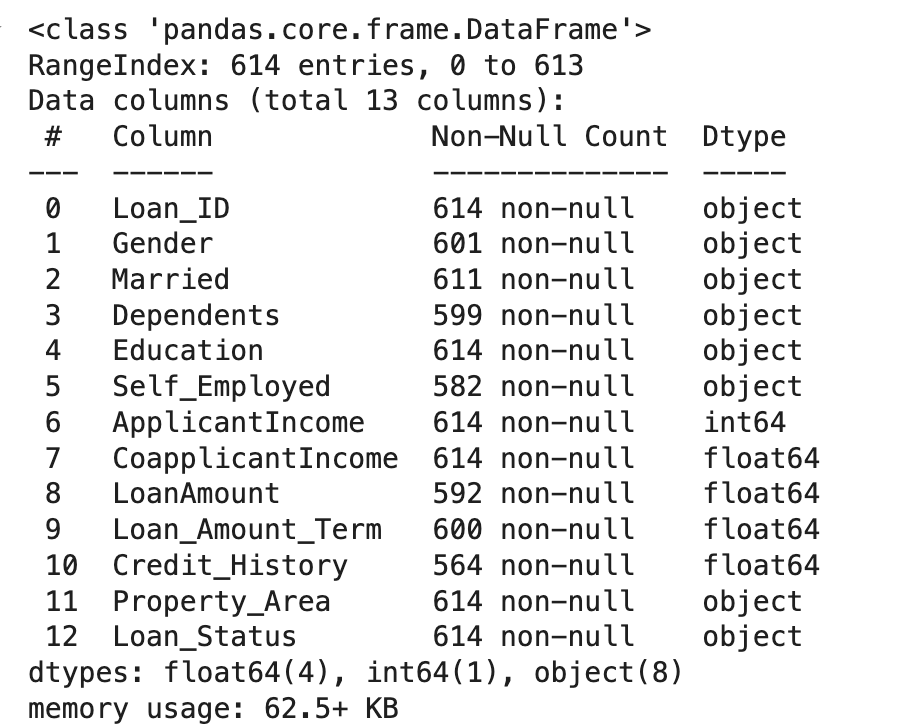 <class 'pandas.core.frame.DataFrame'>
RangeIndex: 614 entries, 0 to 613
Data columns (total 13 columns):
 #   Column             Non-Null Count  Dtype
---  ------             --------------  -----
 0   Loan_ID            614 non-null    object
 1   Gender             601 non-null    object
 2   Married            611 non-null    object
 3   Dependents         599 non-null    object
 4   Education          614 non-null    object
 5   Self_Employed      582 non-null    object
 6   ApplicantIncome    614 non-null    int64
 7   CoapplicantIncome  614 non-null    float64
 8   LoanAmount         592 non-null    float64
 9   Loan_Amount_Term   600 non-null    float64
 10  Credit_History     564 non-null    float64
 11  Property_Area      614 non-null    object
 12  Loan_Status        614 non-null    object
dtypes: float64(4), int64(1), object(8)
memory usage: 62.5+ KB